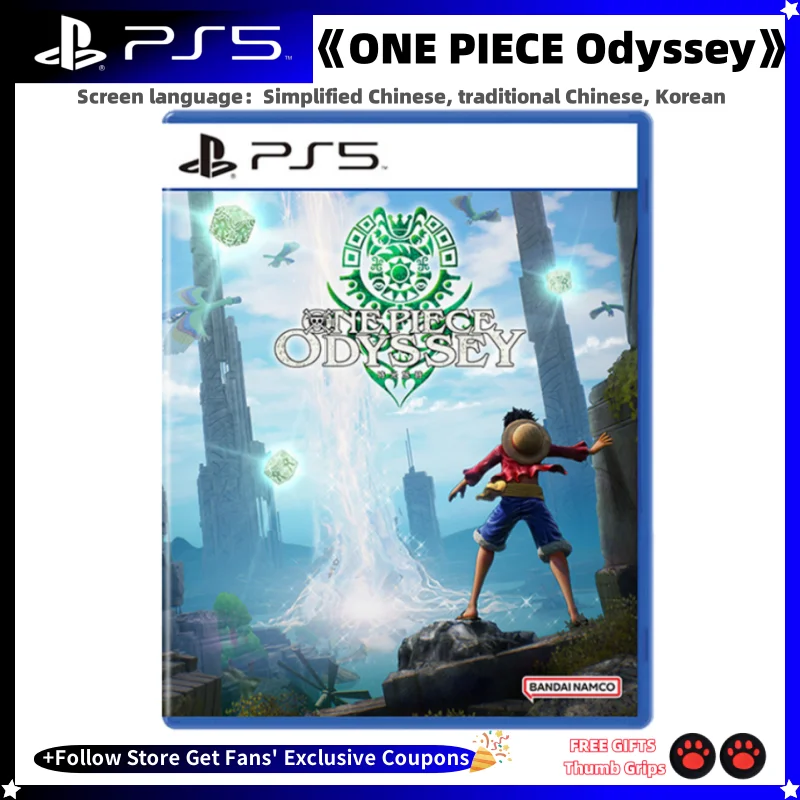 PS5
《ONE PIECE Odyssey》
Screen language：Simplified Chinese, traditional Chinese, Korean
PS5
ONE PIECE
ODYSSEY
BANDAI NAMCO
+Follow Store Get Fans' Exclusive Coupons
FREE GIFTS
Thumb Grips